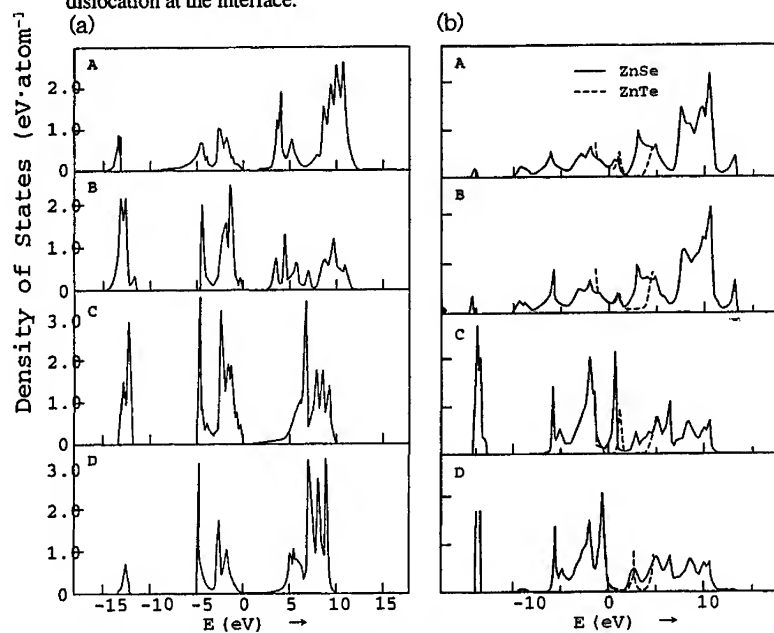 dislocation at the interface.
(a)
(b)
Density of States (eV·atom⁻¹
A
2.0
1.0
0
B
2.0
1.0
0
C
3.0
2.0
1.0
0
D
3.0
2.0
1.0
0
-15 -10 -5 0 5 10 15
E (eV) →
A
ZnSe
ZnTe
B
C
D
-10 0 10
E (eV) →